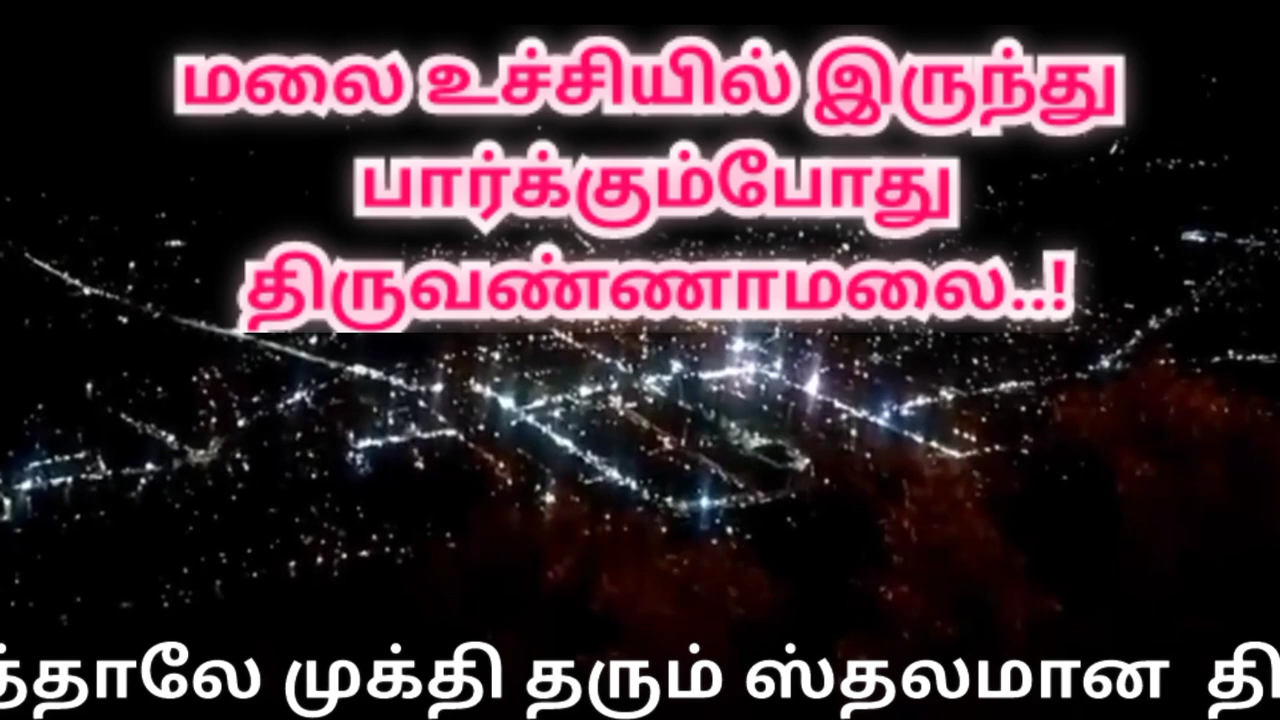 மலை உச்சியில் இருந்து
பார்க்கும்போது
திருவண்ணாமலை..!
முக்தி தரும் ஸ்தலமான